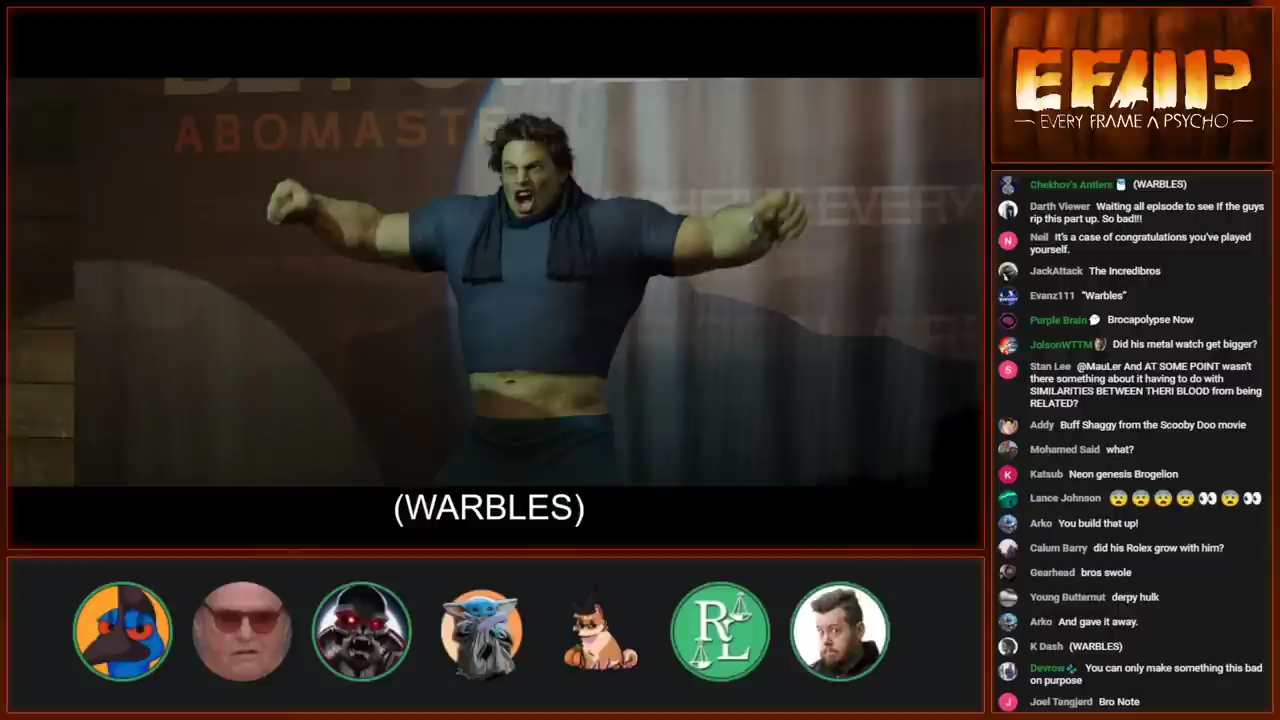 ABOMASTE
HER EVERY
(WARBLES)
RL
EFAP
EVERY FRAME A PSYCHO
Chekhov's Antlers (WARBLES)
Darth Viewer Waiting all episode to see If the guys
rip this part up. So bad!!!
Neil It's a case of congratulations you've played
yourself.
JackAttack The Incredibros
Evanz111 “Warbles”
Purple Brain Brocapolypse Now
JolsonWTTM Did his metal watch get bigger?
Stan Lee @MauLer And AT SOME POINT wasn't
there something about it having to do with
SIMILARITIES BETWEEN THERI BLOOD from being
RELATED?
Addy Buff Shaggy from the Scooby Doo movie
Mohamed Said what?
Katsub Neon genesis Brogelion
Lance Johnson 😨😨😨😨👀😨👀
Arko You build that up!
Calum Barry did his Rolex grow with him?
Gearhead bros swole
Young Butternut derpy hulk
Arko And gave it away.
K Dash (WARBLES)
Devrow You can only make something this bad
on purpose
Joel Tangjerd Bro Note